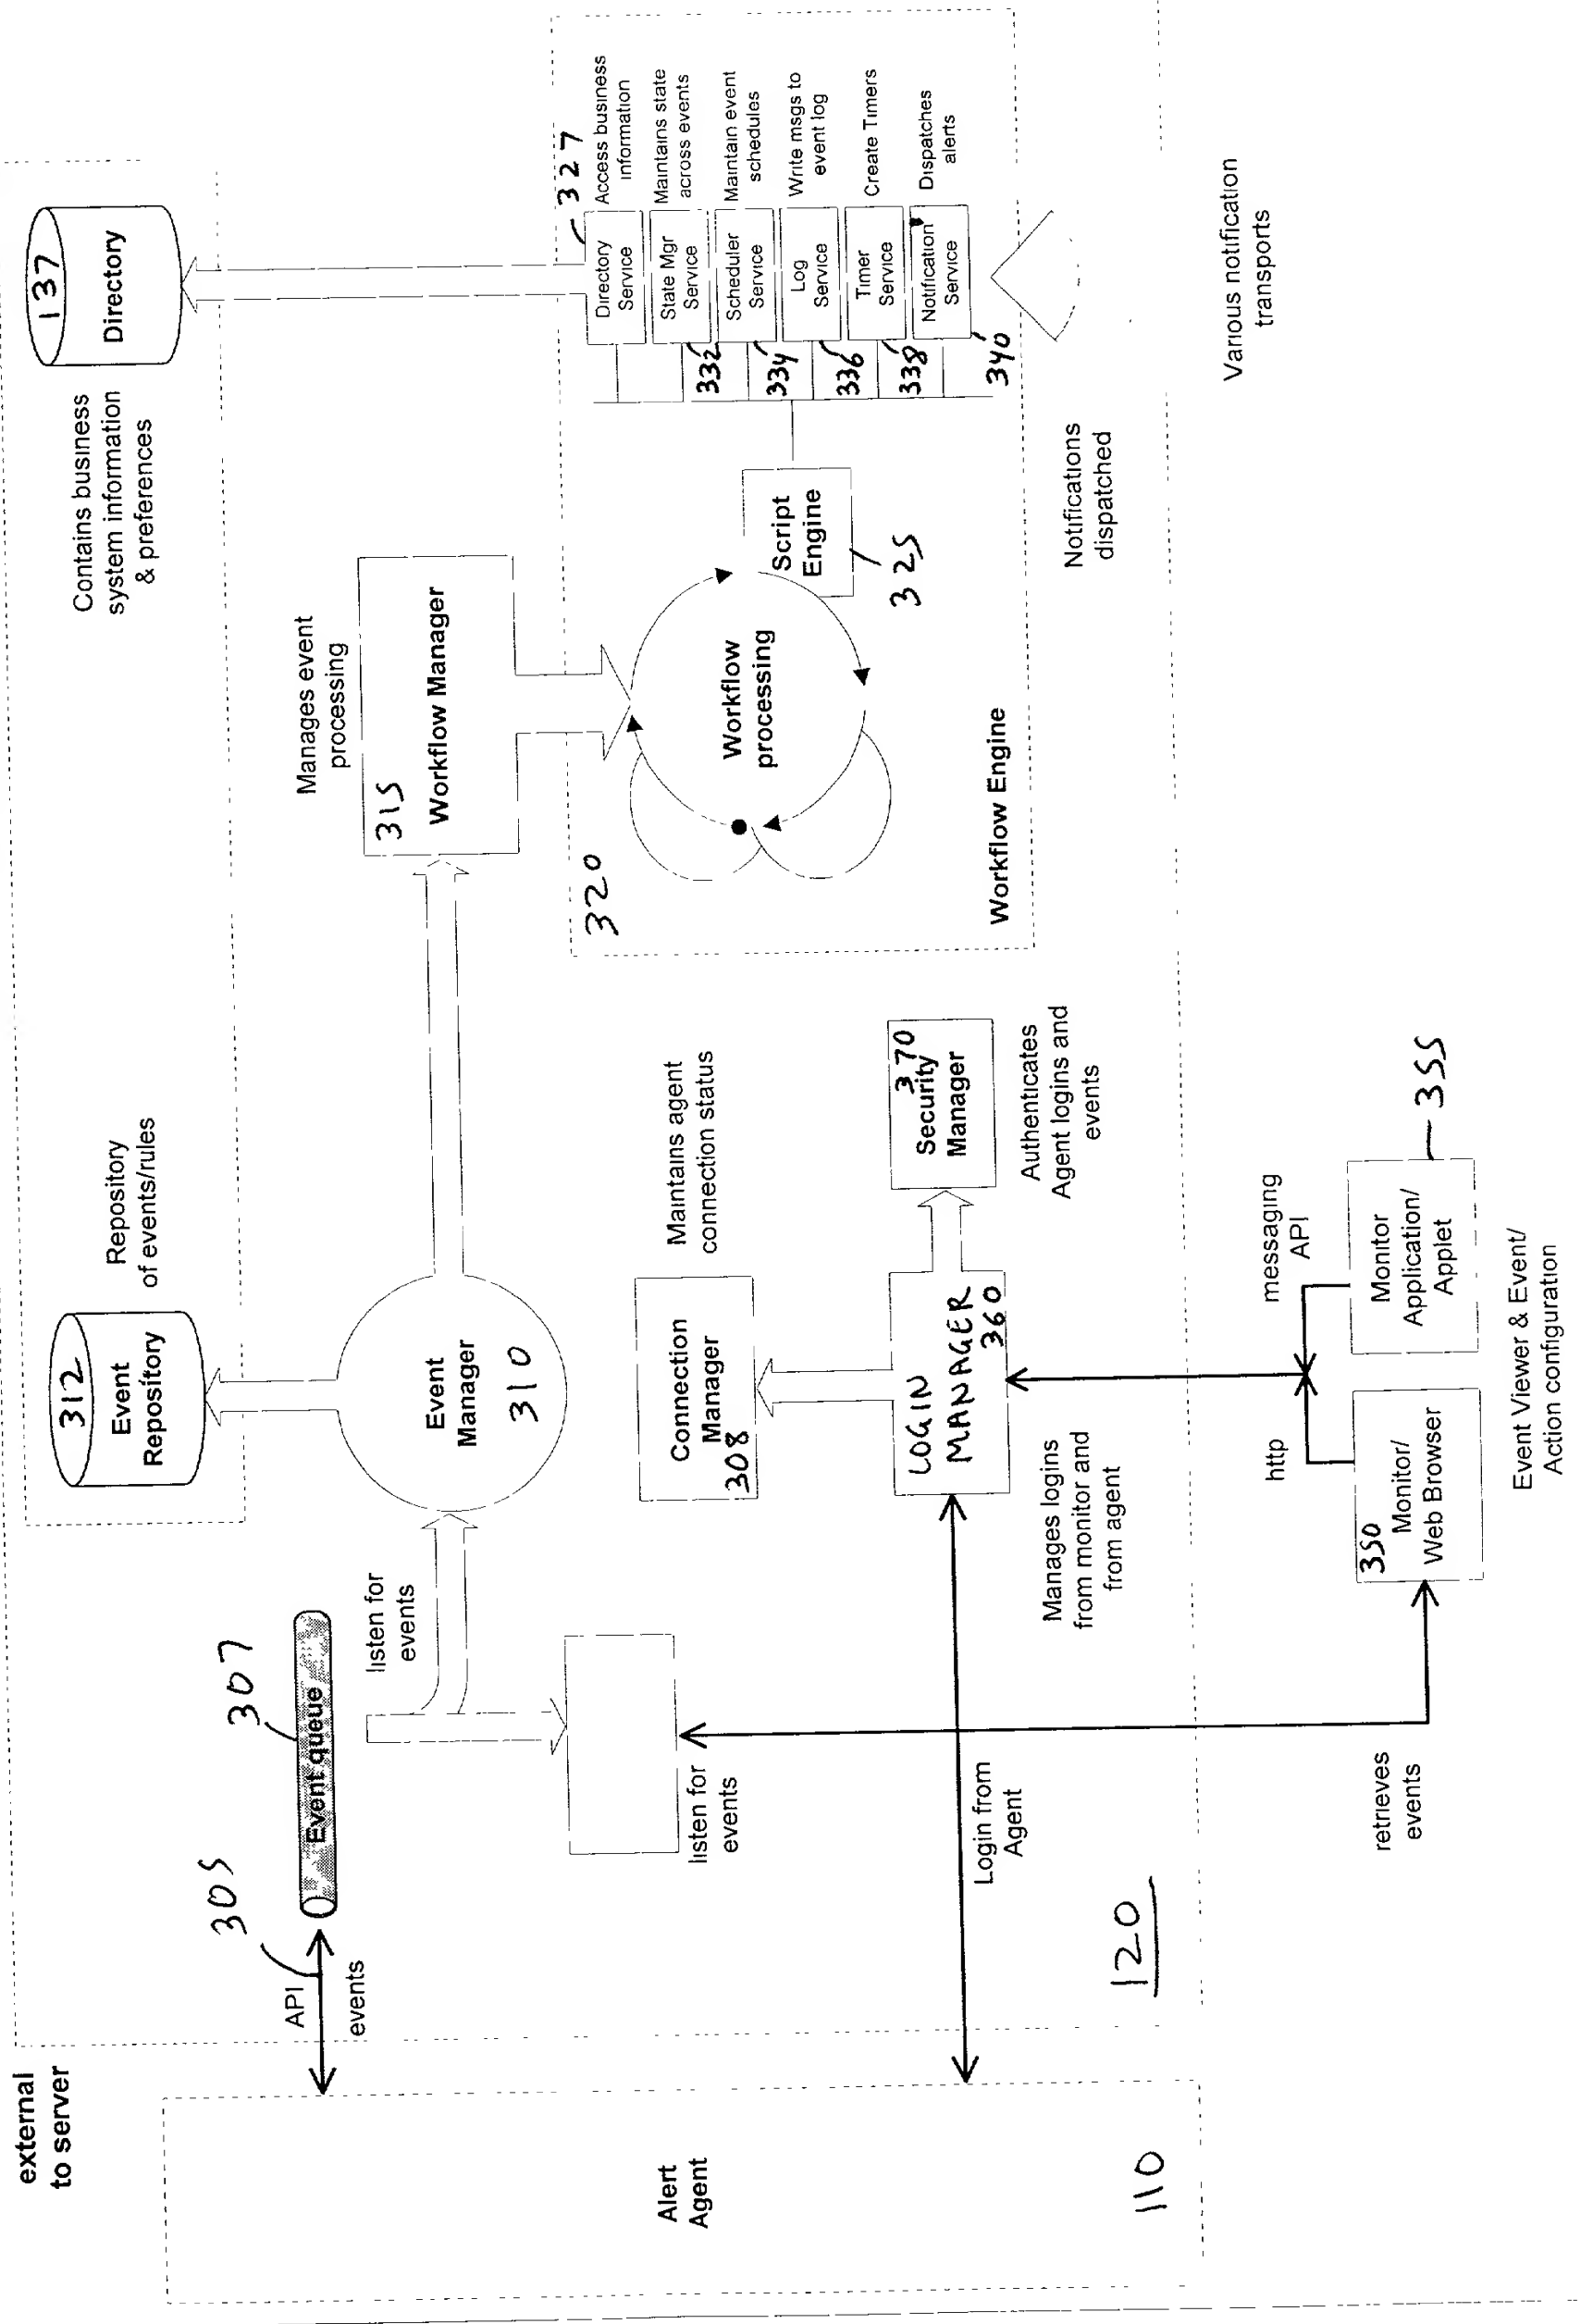 external
to server
Alert
Agent
110
API
events
305
307
Event queue
listen for
events
listen for
events
Login from
Agent
120
retrieves
events
312
Event
Repository
Repository
of events/rules
Event
Manager
310
Connection
Manager
308
Maintains agent
connection status
LOGIN
MANAGER
360
Manages logins
from monitor and
from agent
370
Security
Manager
Authenticates
Agent logins and
events
http
messaging
API
350
Monitor/
Web Browser
Monitor
Application/
Applet
355
Event Viewer & Event/
Action configuration
Manages event
processing
315
Workflow Manager
320
Workflow
processing
Workflow Engine
Script
Engine
325
Contains business
system information
& preferences
137
Directory
327
Directory
Service
Access business
information
State Mgr
Service
Maintains state
across events
332
Scheduler
Service
Maintain event
schedules
334
Log
Service
Write msgs to
event log
336
Timer
Service
Create Timers
338
Notification
Service
Dispatches
alerts
340
Notifications
dispatched
Various notification
transports